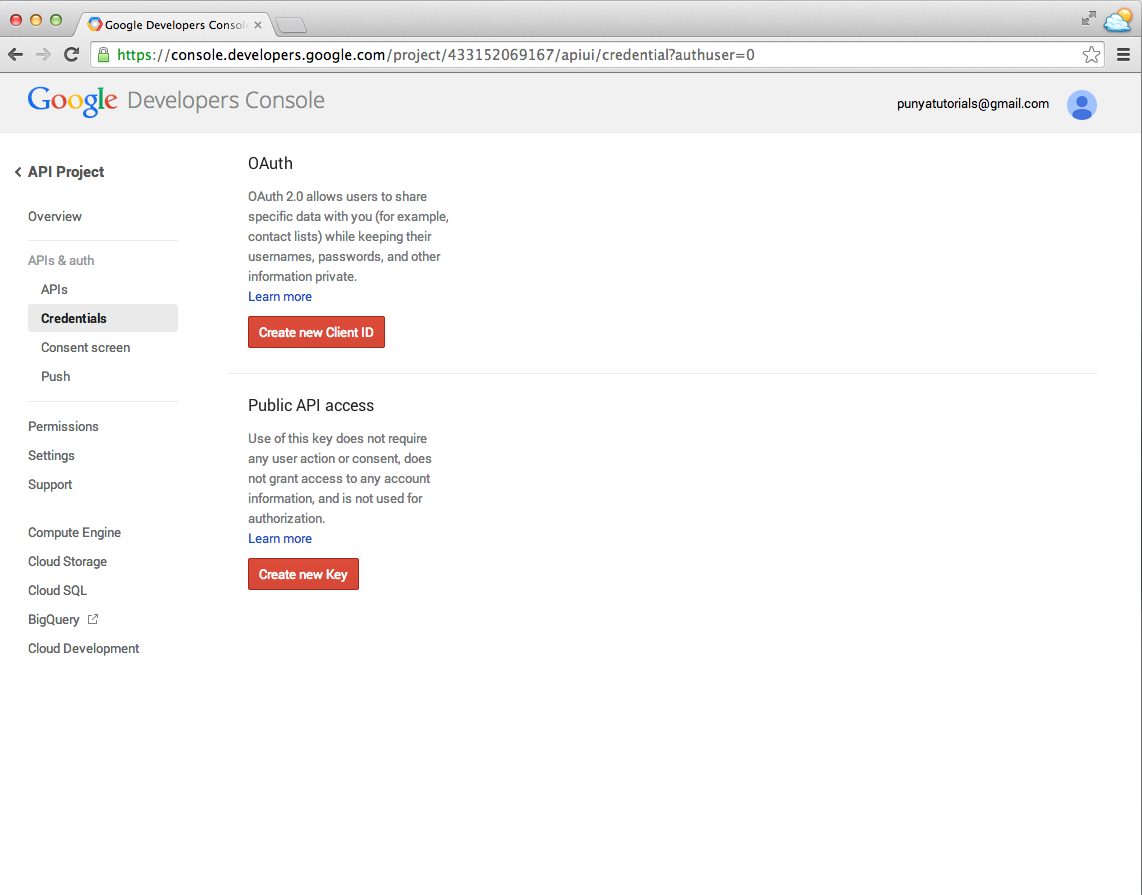 Google Developers Consol
https://console.developers.google.com/project/433152069167/apiui/credential?authuser=0
Google Developers Console
punyatutorials@gmail.com
API Project
Overview
APIs & auth
APIs
Credentials
Consent screen
Push
Permissions
Settings
Support
Compute Engine
Cloud Storage
Cloud SQL
BigQuery
Cloud Development
OAuth
OAuth 2.0 allows users to share
specific data with you (for example,
contact lists) while keeping their
usernames, passwords, and other
information private.
Learn more
Create new Client ID
Public API access
Use of this key does not require
any user action or consent, does
not grant access to any account
information, and is not used for
authorization.
Learn more
Create new Key